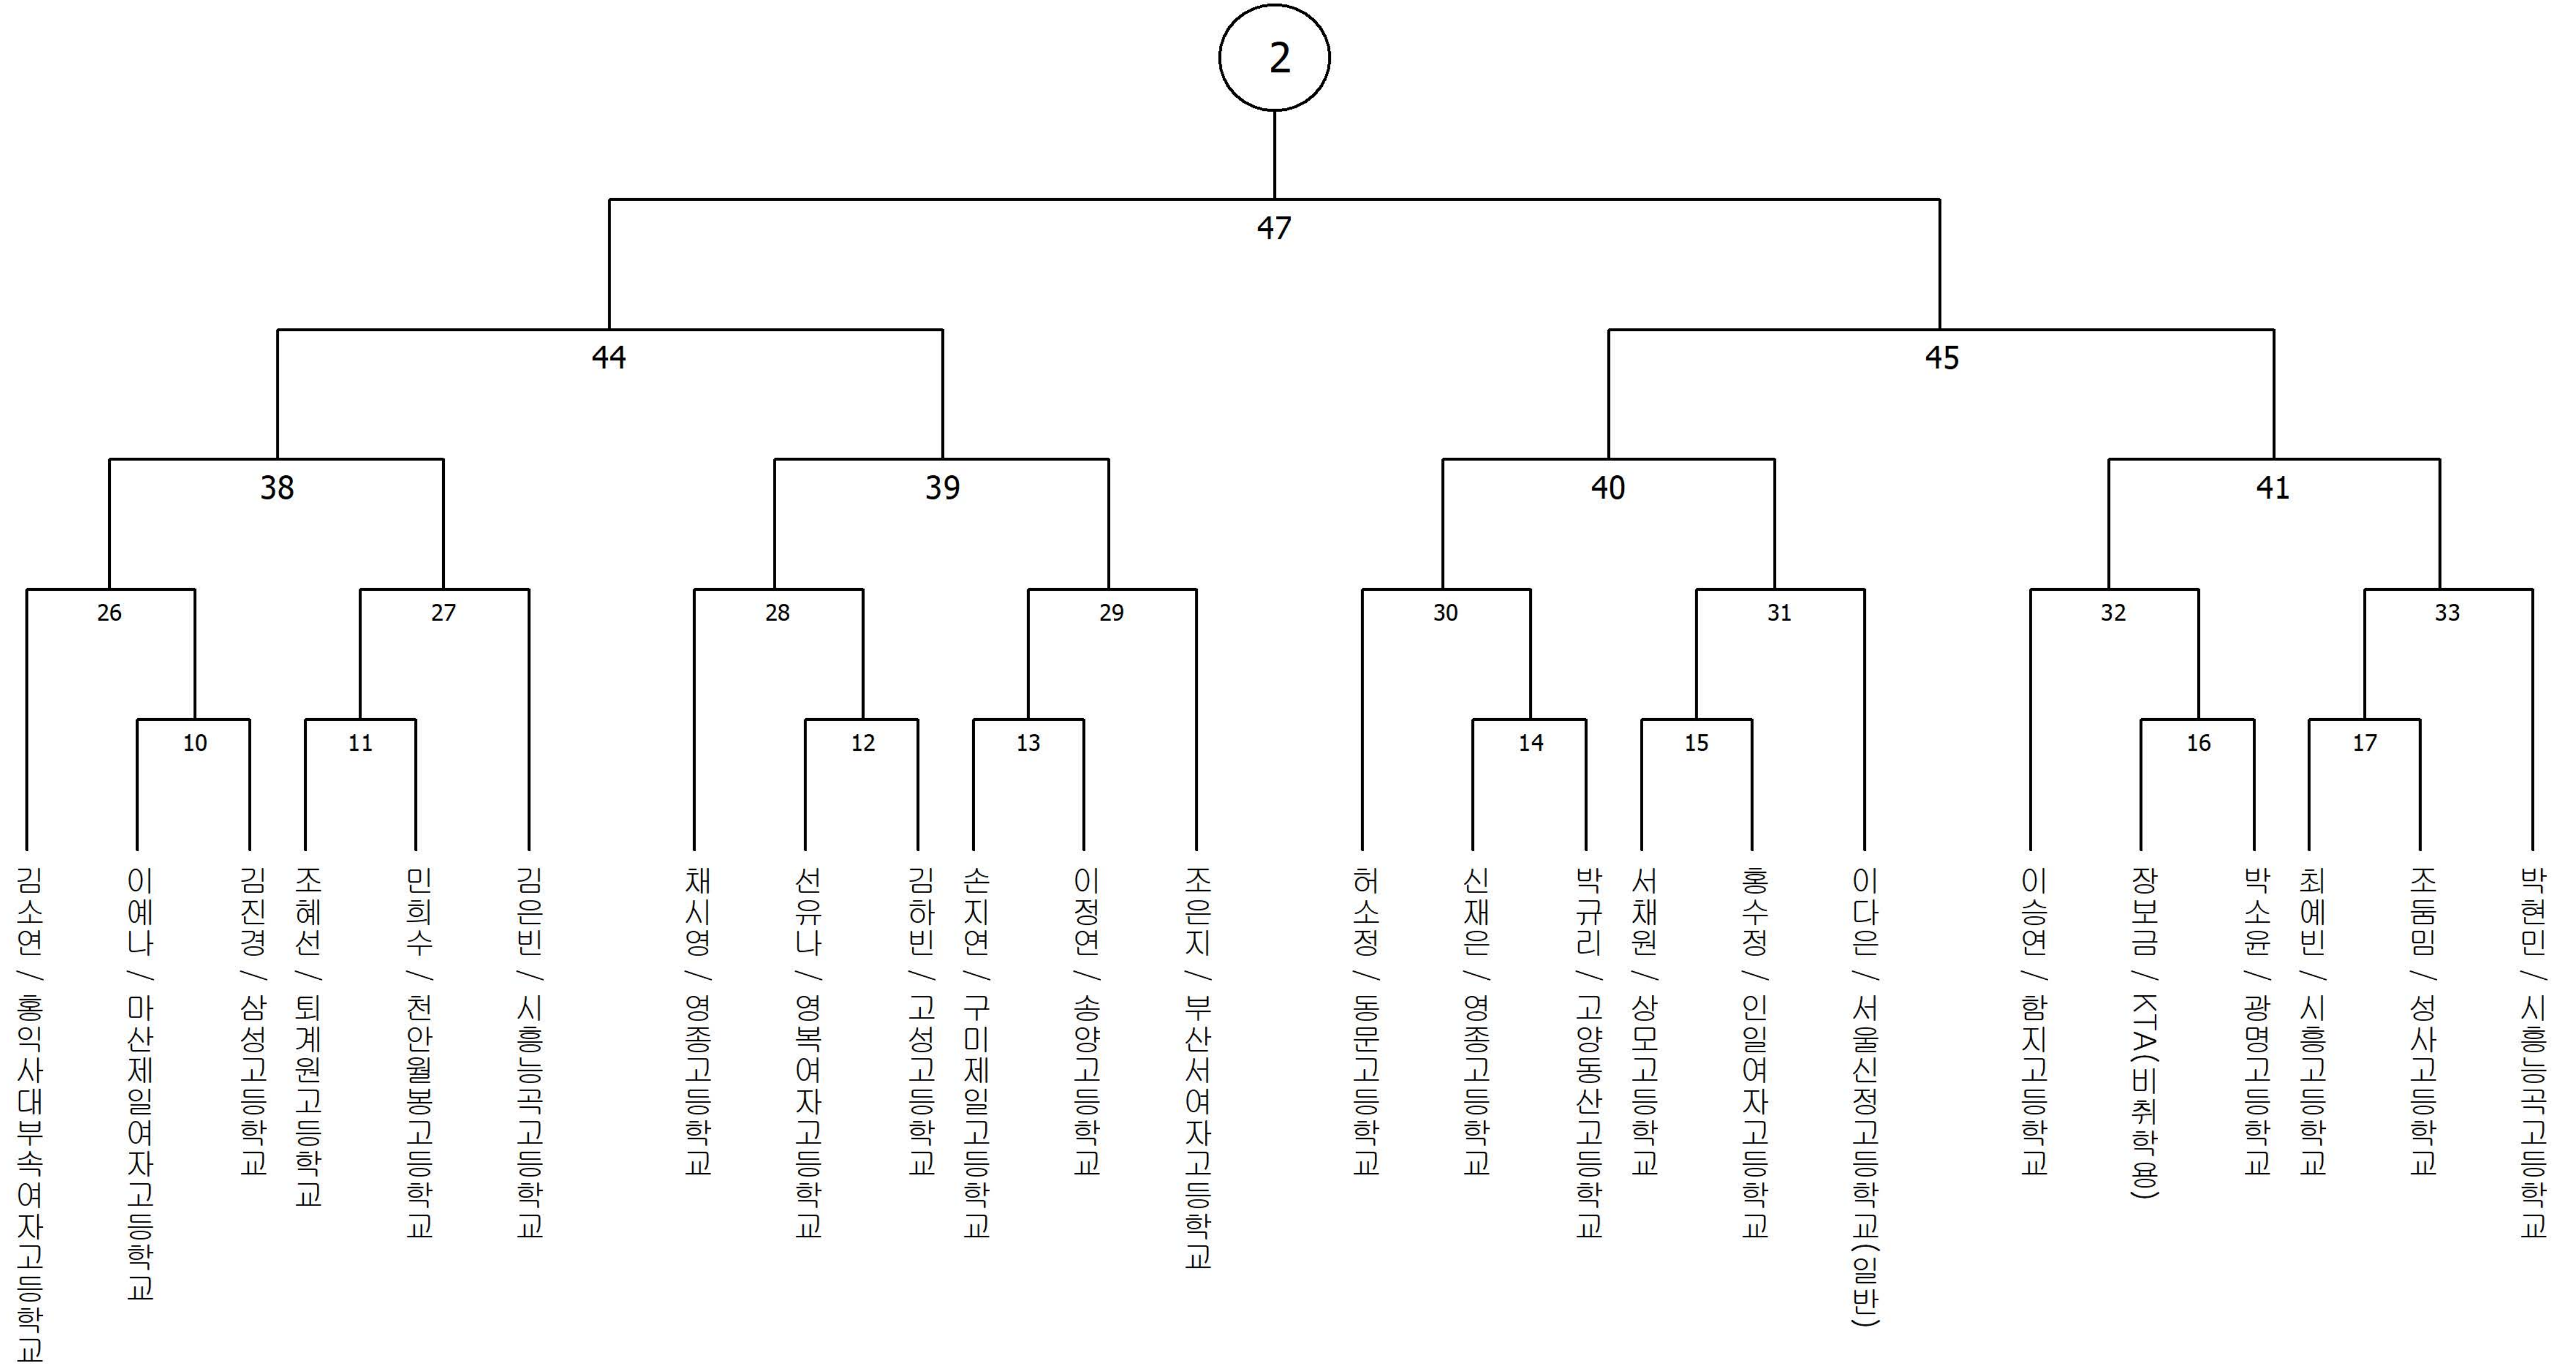 2
47
44
45
38
39
40
41
26
27
28
29
30
31
32
33
10
11
12
13
14
15
16
17
김소연 / 홍익사대부속여자고등학교
이예나 / 마산제일여자고등학교
김진경 / 삼성고등학교
조혜선 / 퇴계원고등학교
민희수 / 천안월봉고등학교
김은빈 / 시흥능곡고등학교
채시영 / 영종고등학교
선유나 / 영복여자고등학교
김하빈 / 고성고등학교
손지연 / 구미제일고등학교
이정연 / 송양고등학교
조은지 / 부산서여자고등학교
허소정 / 동문고등학교
신재은 / 영종고등학교
박규리 / 고양동산고등학교
서채원 / 상모고등학교
홍수정 / 인일여자고등학교
이다은 / 서울신정고등학교(일반)
이승연 / 함지고등학교
장보금 / KTA(비취학용)
박소윤 / 광명고등학교
최예빈 / 시흥고등학교
조둠밈 / 성사고등학교
박현민 / 시흥능곡고등학교